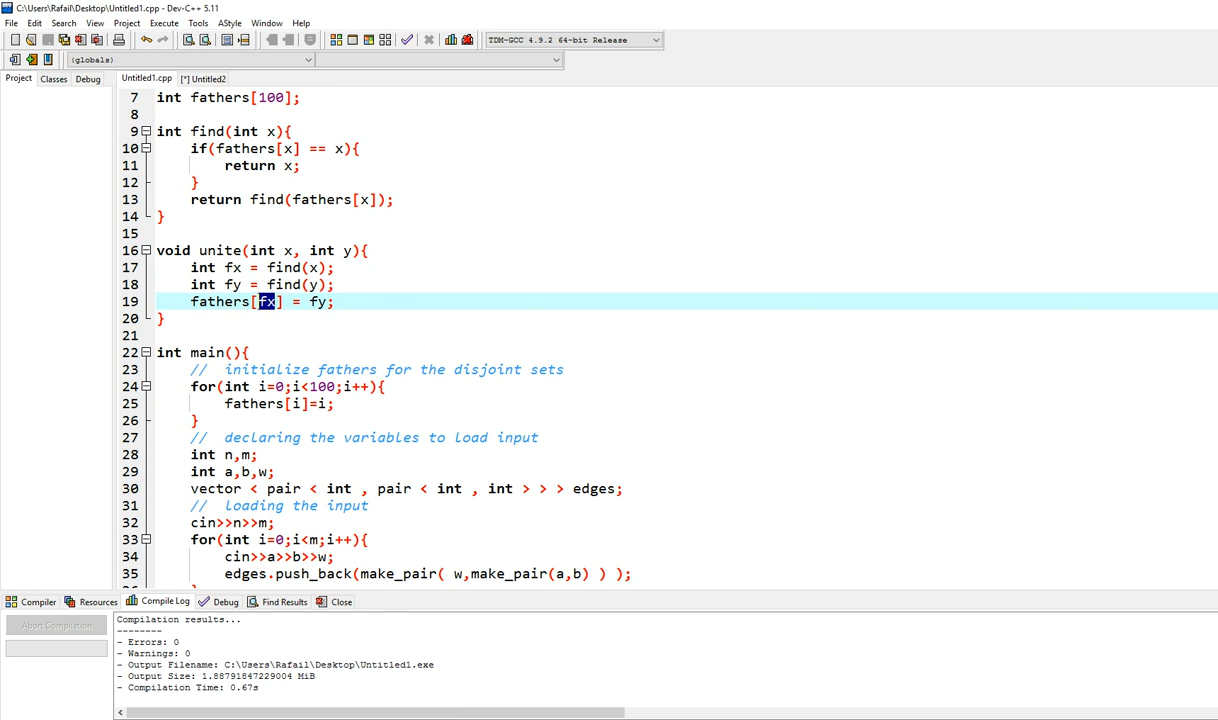 C:\Users\Rafail\Desktop\Untitled1.cpp - Dev-C++ 5.11
File Edit Search View Project Execute Tools AStyle Window Help
TDM-GCC 4.9.2 64-bit Release
(globals)
Project Classes Debug Untitled1.cpp [*] Untitled2
7 int fathers[100];
8
9 int find(int x){
10 if(fathers[x] == x){
11 return x;
12 }
13 return find(fathers[x]);
14 }
15
16 void unite(int x, int y){
17 int fx = find(x);
18 int fy = find(y);
19 fathers[fx] = fy;
20 }
21
22 int main(){
23 // initialize fathers for the disjoint sets
24 for(int i=0;i<100;i++){
25 fathers[i]=i;
26 }
27 // declaring the variables to load input
28 int n,m;
29 int a,b,w;
30 vector < pair < int , pair < int , int > > > edges;
31 // loading the input
32 cin>>n>>m;
33 for(int i=0;i<m;i++){
34 cin>>a>>b>>w;
35 edges.push_back(make_pair( w,make_pair(a,b) ) );
Compiler Resources Compile Log Debug Find Results Close
Abort Compilation
Compilation results...
--------
- Errors: 0
- Warnings: 0
- Output Filename: C:\Users\Rafail\Desktop\Untitled1.exe
- Output Size: 1.88791847229004 MiB
- Compilation Time: 0.67s